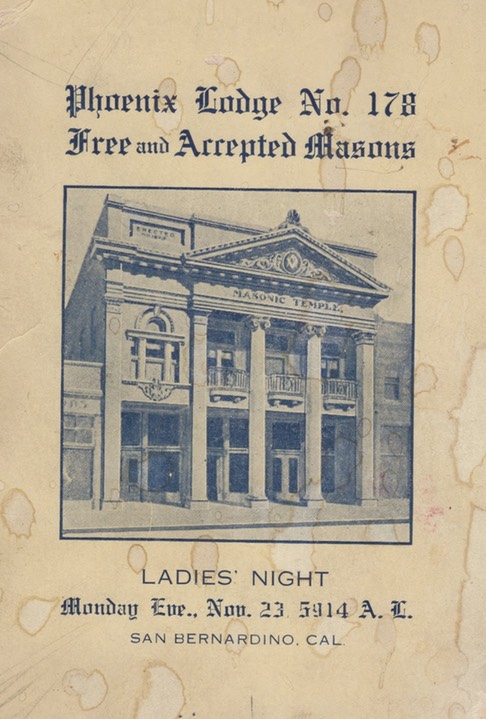 Phoenix Lodge No. 178
Free and Accepted Masons
ERECTED
MASONIC TEMPLE.
LADIES' NIGHT
Monday Eve., Nov. 23 5914 A. L.
SAN BERNARDINO, CAL.